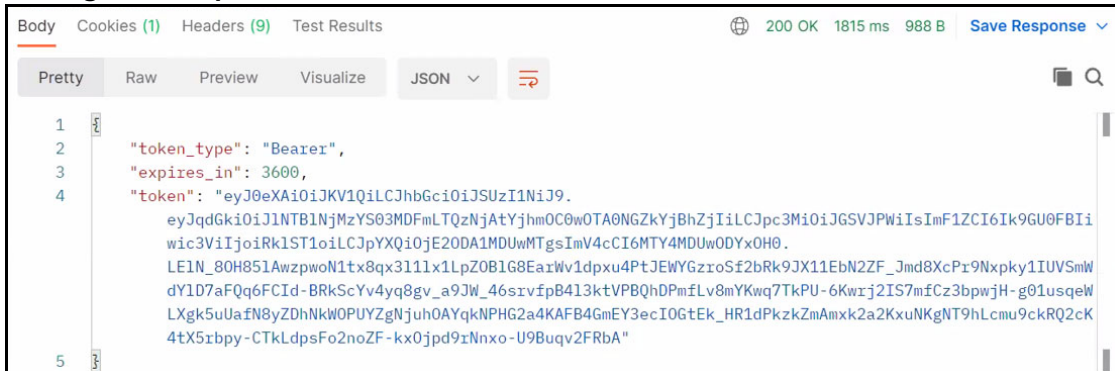 Body Cookies (1) Headers (9) Test Results 200 OK 1815 ms 988 B Save Response
Pretty Raw Preview Visualize JSON
1 {
2 "token_type": "Bearer",
3 "expires_in": 3600,
4 "token": "eyJ0eXAiOiJKV1QiLCJhbGciOiJSUzI1NiJ9.
eyJqdGkiOiJlNTBlNjMzYS03MDFmLTQzNjAtYjhmOC0wOTA0NGZkYjBhZjIiLCJpc3MiOiJGSVJPWiIsImF1ZCI6Ik9GU0FBIi
wic3ViIjoiRklST1oiLCJpYXQiOjE2ODA1MDUwMTgsImV4cCI6MTY4MDUwODYxOH0.
LElN_8OH85lAwzpwoN1tx8qx3l1lx1LpZOBlG8EarWv1dpxu4PtJEWYGzroSf2bRk9JX11EbN2ZF_Jmd8XcPr9Nxpky1IUVSmW
dYlD7aFQq6FCId-BRkScYv4yq8gv_a9JW_46srvfpB4l3ktVPBQhDPmfLv8mYKwq7TkPU-6Kwrj2IS7mfCz3bpwjH-g01usqeW
LXgk5uUafN8yZDhNkWOPUYZgNjuhOAYqkNPHG2a4KAFB4GmEY3ecIOGtEk_HR1dPkzkZmAmxk2a2KxuNKgNT9hLcmu9ckRQ2cK
4tX5rbpy-CTkLdpsFo2noZF-kxOjpd9rNnxo-U9Buqv2FRbA"
5 }